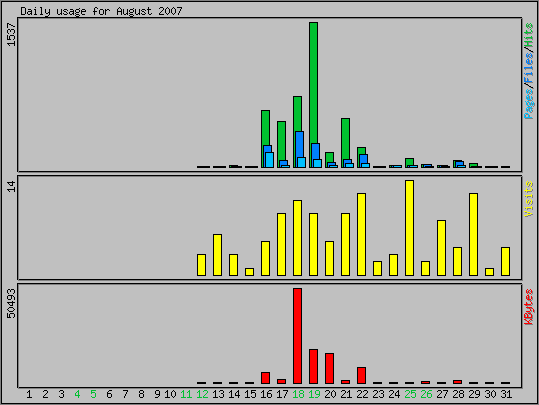 Daily usage for August 2007
1537
Pages/Files/Hits
14
Visits
50493
KBytes
1 2 3 4 5 6 7 8 9 10 11 12 13 14 15 16 17 18 19 20 21 22 23 24 25 26 27 28 29 30 31